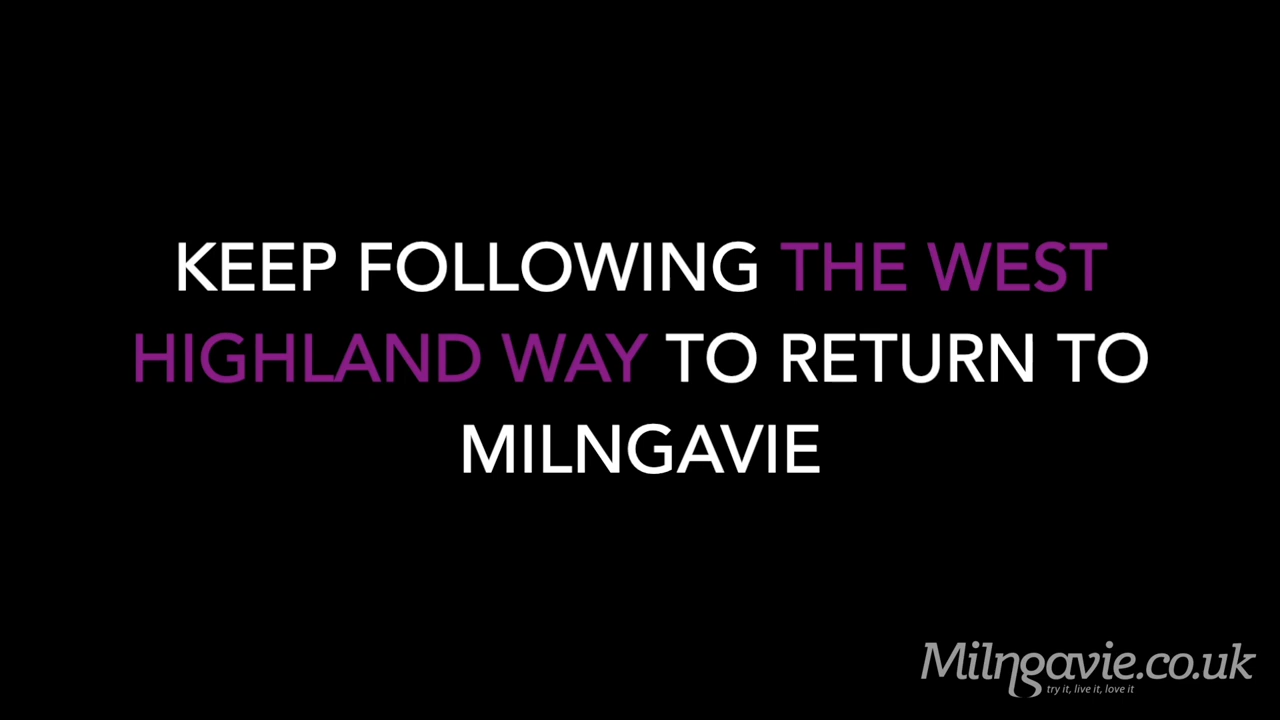 KEEP FOLLOWING THE WEST
HIGHLAND WAY TO RETURN TO
MILNGAVIE
Milngavie.co.uk
try it, live it, love it